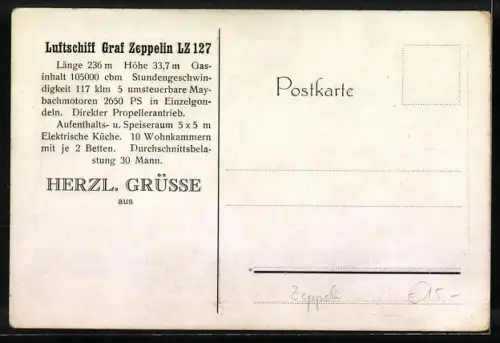 Luftschiff Graf Zeppelin LZ 127
Länge 236 m Höhe 33,7 m Gas-
inhalt 105000 cbm Stundengeschwin-
digkeit 117 klm 5 umsteuerbare May-
bachmotoren 2650 PS in Einzelgon-
deln. Direkter Propellerantrieb.
Aufenthalts- u. Speiseraum 5 x 5 m
Elektrische Küche. 10 Wohnkammern
mit je 2 Betten. Durchschnittsbela-
stung 30 Mann.
HERZL. GRÜSSE
aus
Postkarte
€15,-